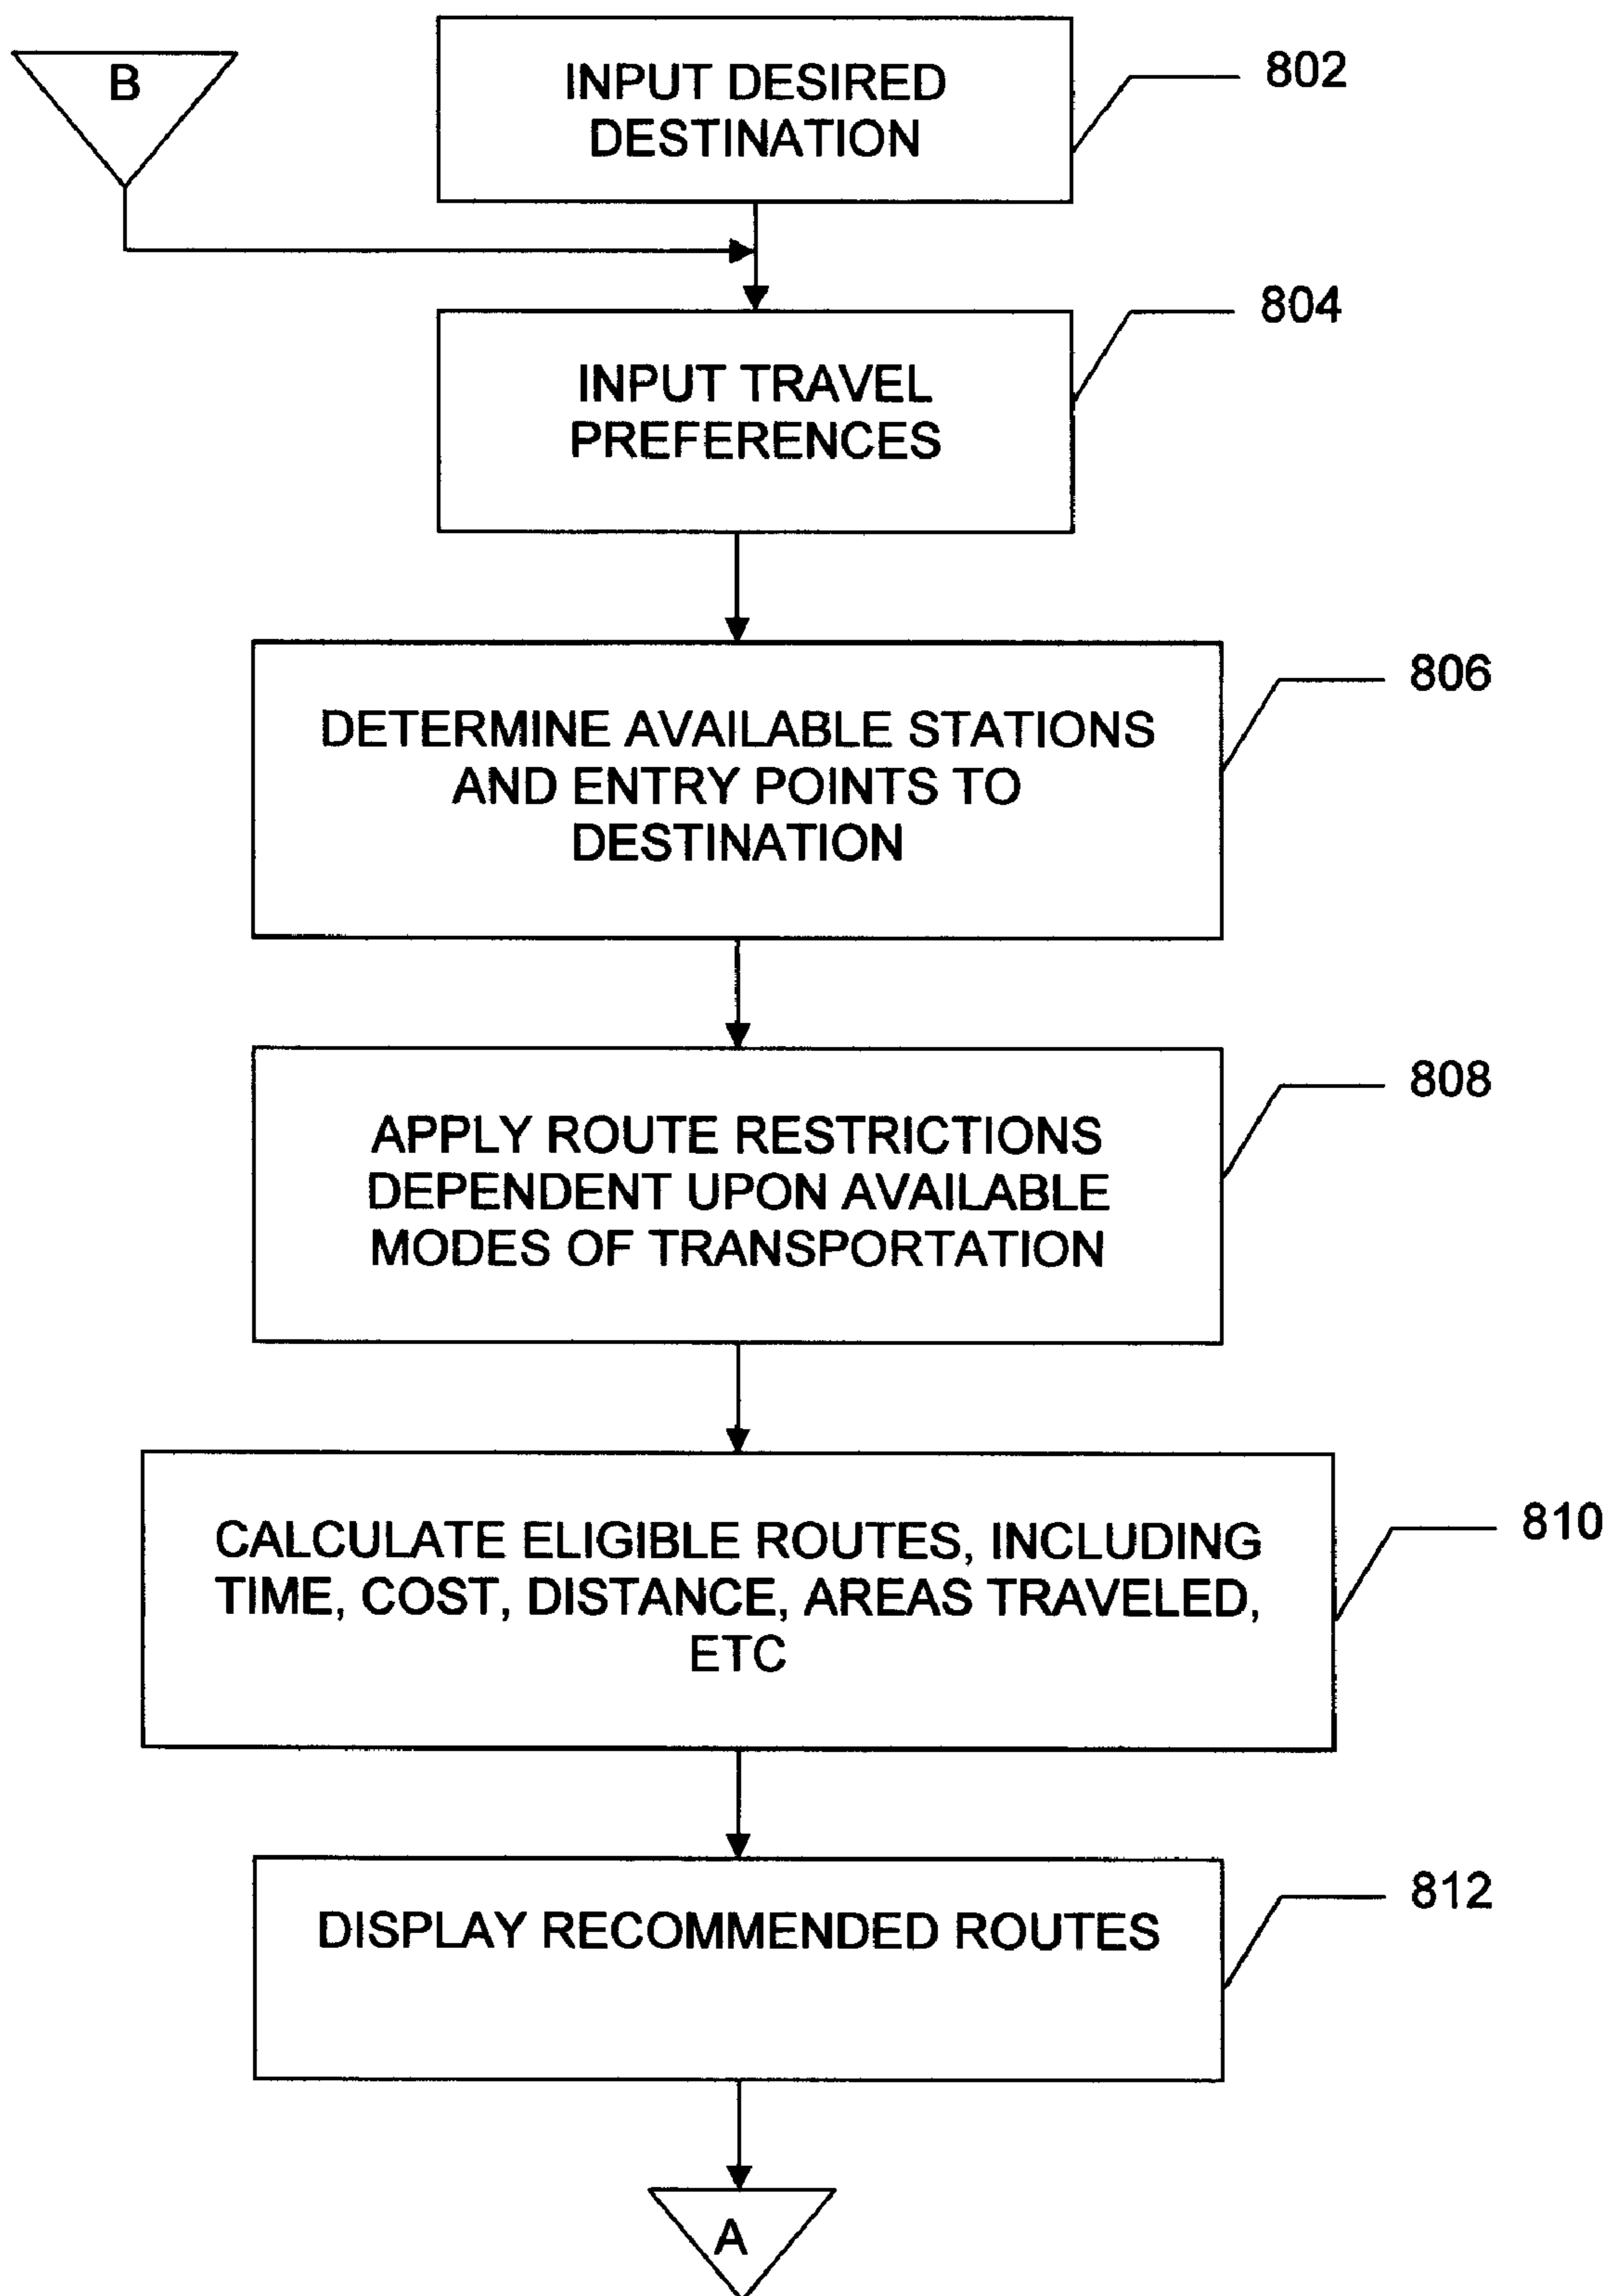 B
INPUT DESIRED
DESTINATION
802
804
INPUT TRAVEL
PREFERENCES
806
DETERMINE AVAILABLE STATIONS
AND ENTRY POINTS TO
DESTINATION
808
APPLY ROUTE RESTRICTIONS
DEPENDENT UPON AVAILABLE
MODES OF TRANSPORTATION
810
CALCULATE ELIGIBLE ROUTES, INCLUDING
TIME, COST, DISTANCE, AREAS TRAVELED,
ETC
812
DISPLAY RECOMMENDED ROUTES
A